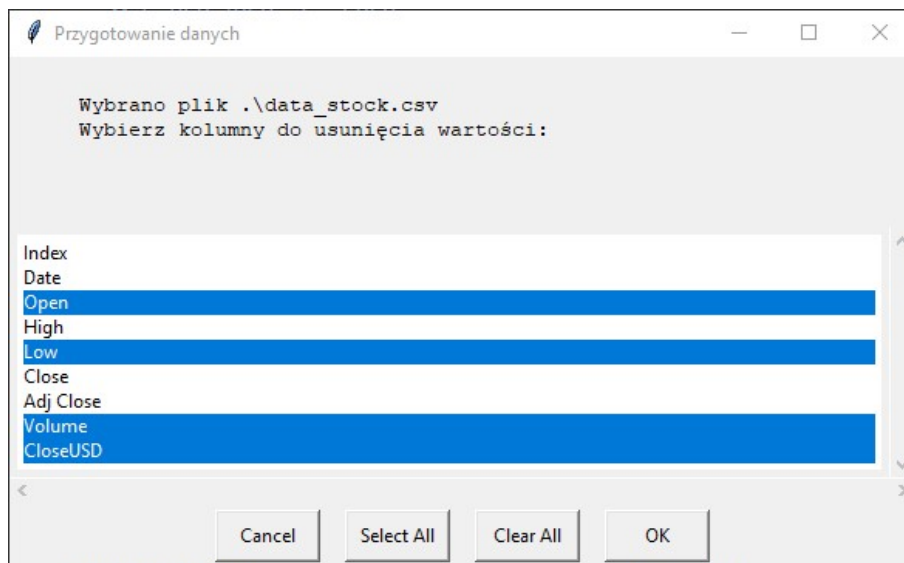 Przygotowanie danych
Wybrano plik .\data_stock.csv
Wybierz kolumny do usunięcia wartości:
Index
Date
Open
High
Low
Close
Adj Close
Volume
CloseUSD
Cancel
Select All
Clear All
OK